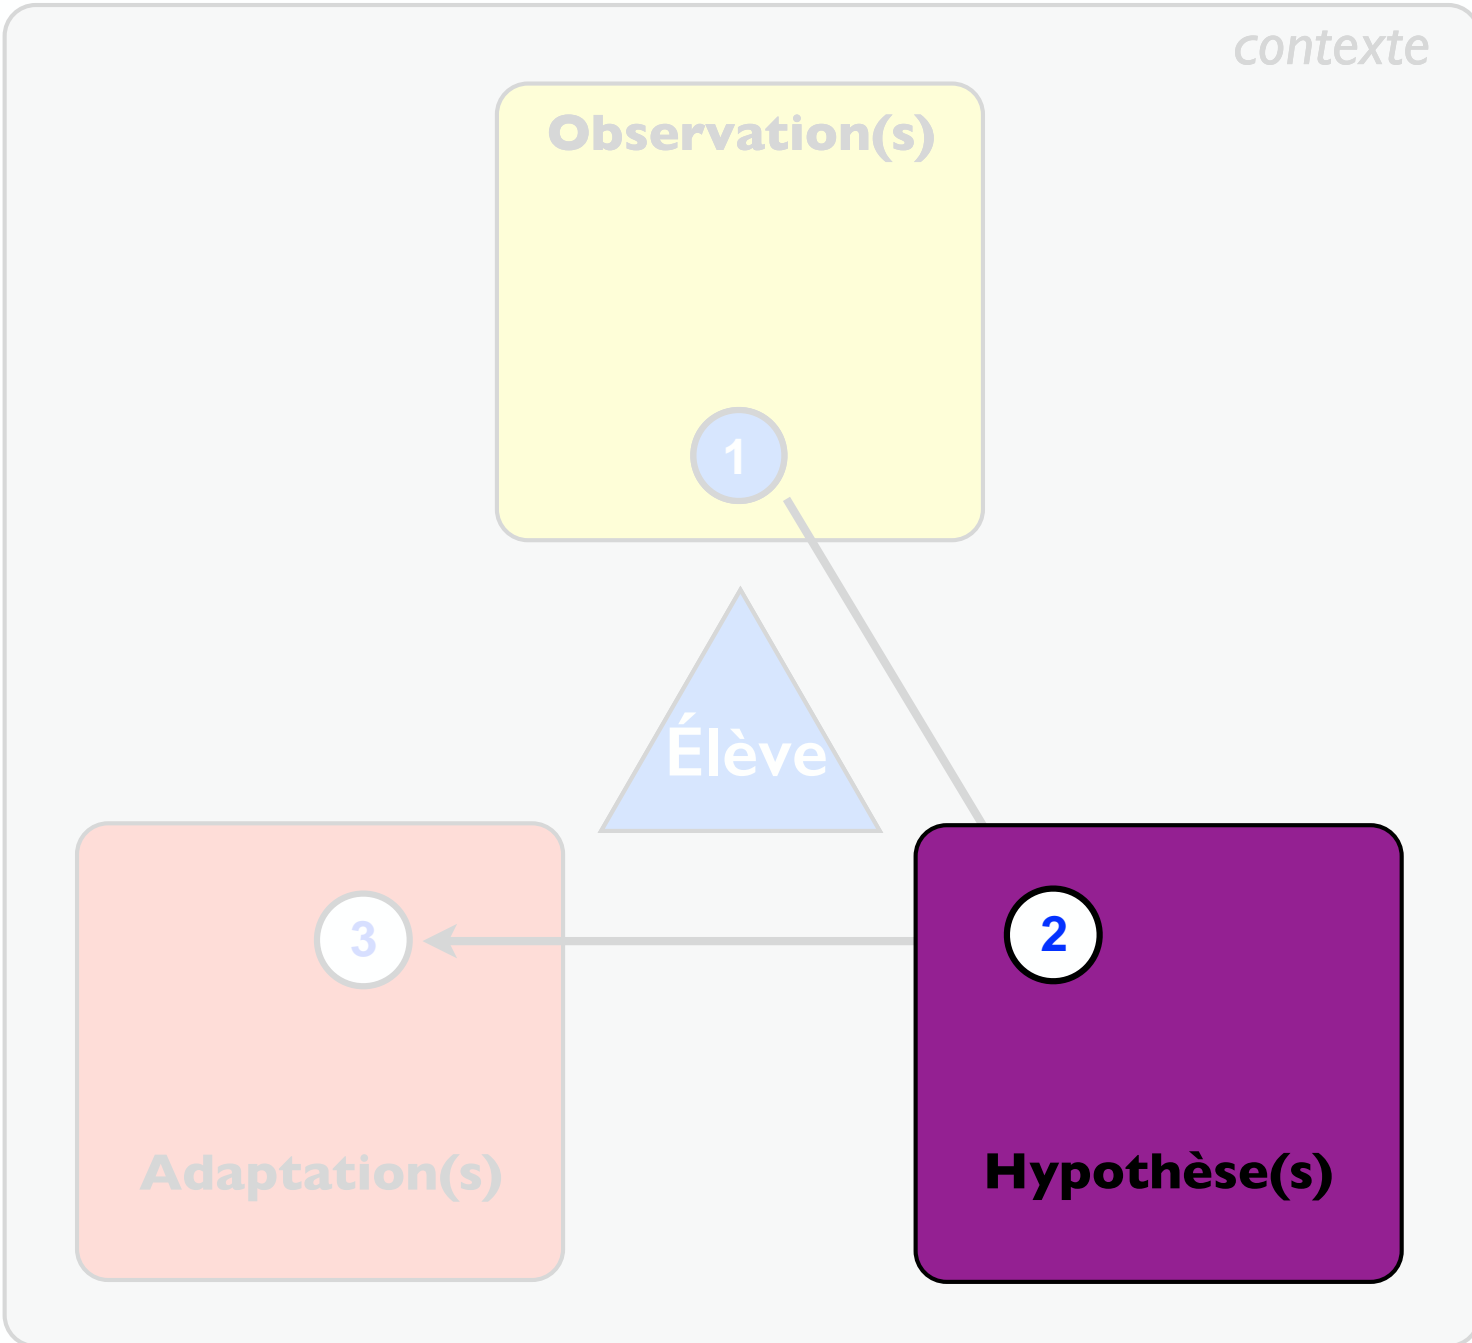 contexte
Observation(s)
1
Élève
3
2
Adaptation(s)
Hypothèse(s)